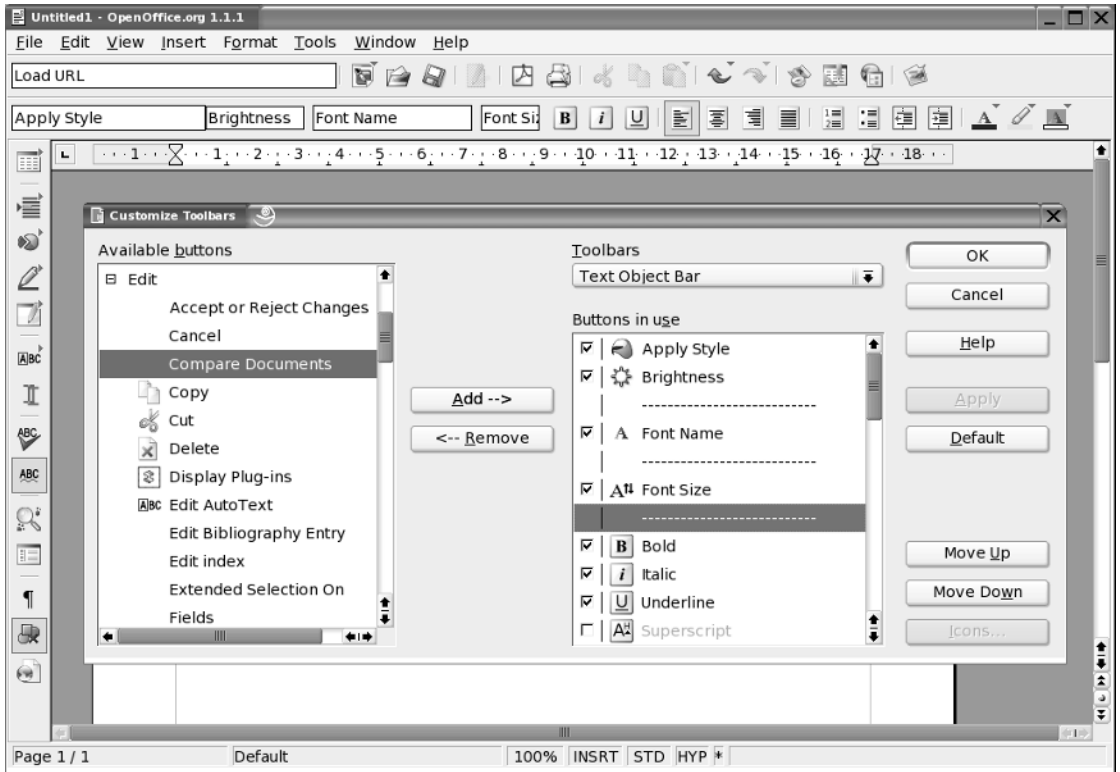 Untitled1 - OpenOffice.org 1.1.1
File Edit View Insert Format Tools Window Help
Load URL
Apply Style Brightness Font Name Font Siz B i U A A
1 2 3 4 5 6 7 8 9 10 11 12 13 14 15 16 17 18
Customize Toolbars
Available buttons
Edit
Accept or Reject Changes
Cancel
Compare Documents
Copy
Cut
Delete
Display Plug-ins
ABC Edit AutoText
Edit Bibliography Entry
Edit index
Extended Selection On
Fields
Add -->
<-- Remove
Toolbars
Text Object Bar
Buttons in use
Apply Style
Brightness
---------------------------
A Font Name
---------------------------
A Font Size
---------------------------
B Bold
i Italic
U Underline
A Superscript
OK
Cancel
Help
Apply
Default
Move Up
Move Down
Icons...
ABC
ABC
ABC
¶
Page 1 / 1 Default 100% INSRT STD HYP *